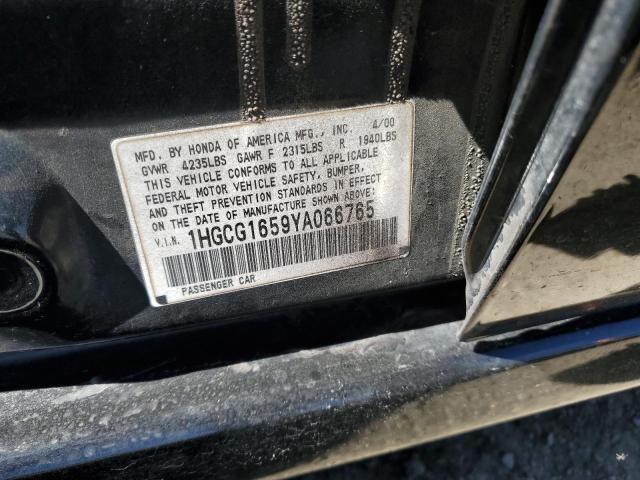 MFD. BY HONDA OF AMERICA MFG., INC. 4/00
GVWR 4235LBS GAWR F 2315LBS R 1940LBS
THIS VEHICLE CONFORMS TO ALL APPLICABLE
FEDERAL MOTOR VEHICLE SAFETY, BUMPER,
AND THEFT PREVENTION STANDARDS IN EFFECT
ON THE DATE OF MANUFACTURE SHOWN ABOVE.
V.I.N. 1HGCG1659YA066765
PASSENGER CAR